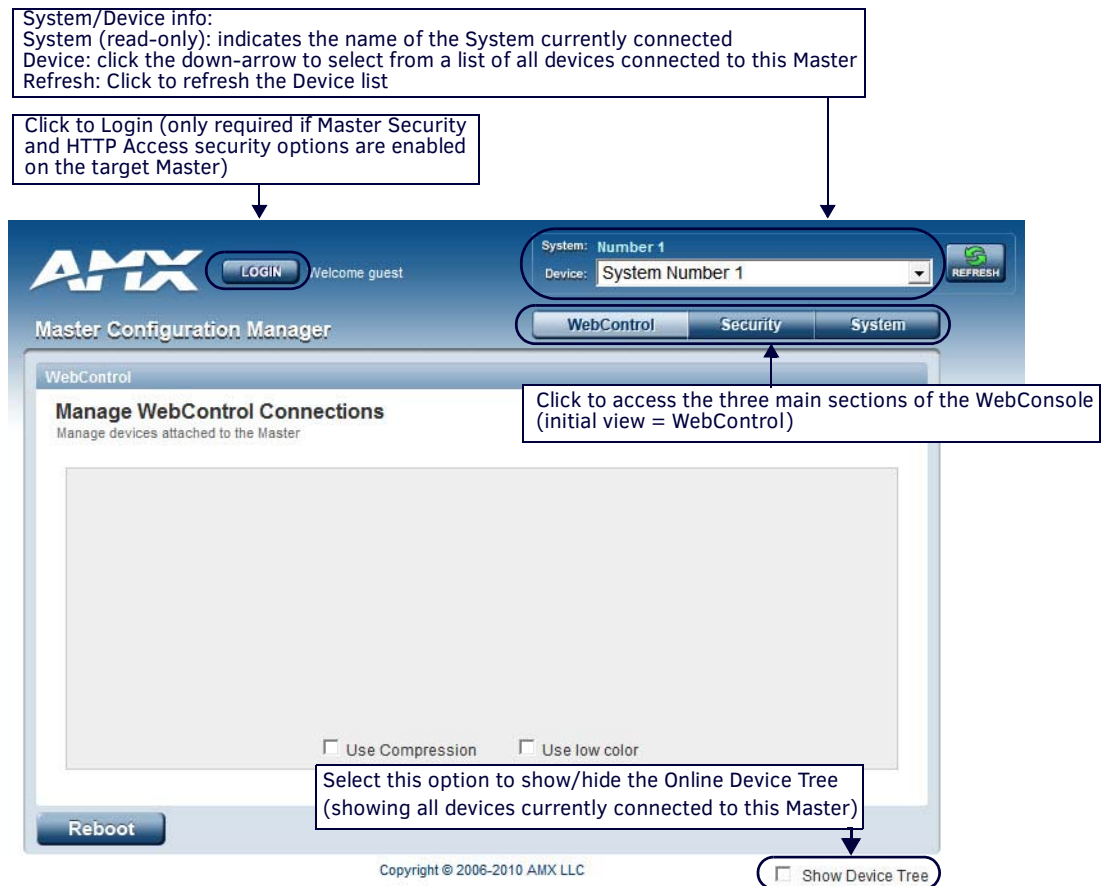 System/Device info:
System (read-only): indicates the name of the System currently connected
Device: click the down-arrow to select from a list of all devices connected to this Master
Refresh: Click to refresh the Device list
Click to Login (only required if Master Security
and HTTP Access security options are enabled
on the target Master)
AMX
LOGIN
Welcome guest
System: Number 1
Device: System Number 1
REFRESH
Master Configuration Manager
WebControl
Security
System
WebControl
Manage WebControl Connections
Manage devices attached to the Master
Click to access the three main sections of the WebConsole
(initial view = WebControl)
Use Compression
Use low color
Select this option to show/hide the Online Device Tree
(showing all devices currently connected to this Master)
Reboot
Copyright © 2006-2010 AMX LLC
Show Device Tree